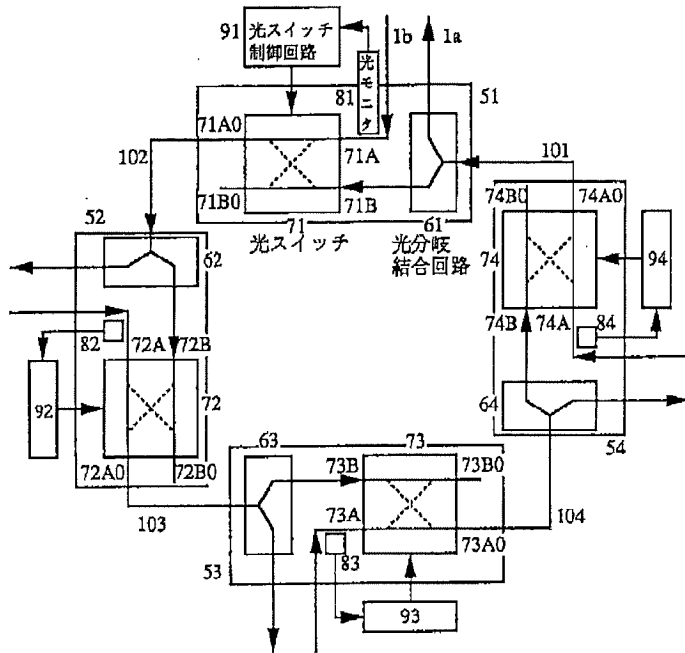 91
光スイッチ
制御回路
光モニタ
81
1b
1a
51
71A0
71A
102
101
71B0
71B
71
61
光スイッチ
光分岐
結合回路
52
62
74B0
74A0
74
94
82
72A
72B
74B
74A
84
92
72
64
54
72A0
72B0
63
73
73B
73B0
103
73A
73A0
104
83
53
93